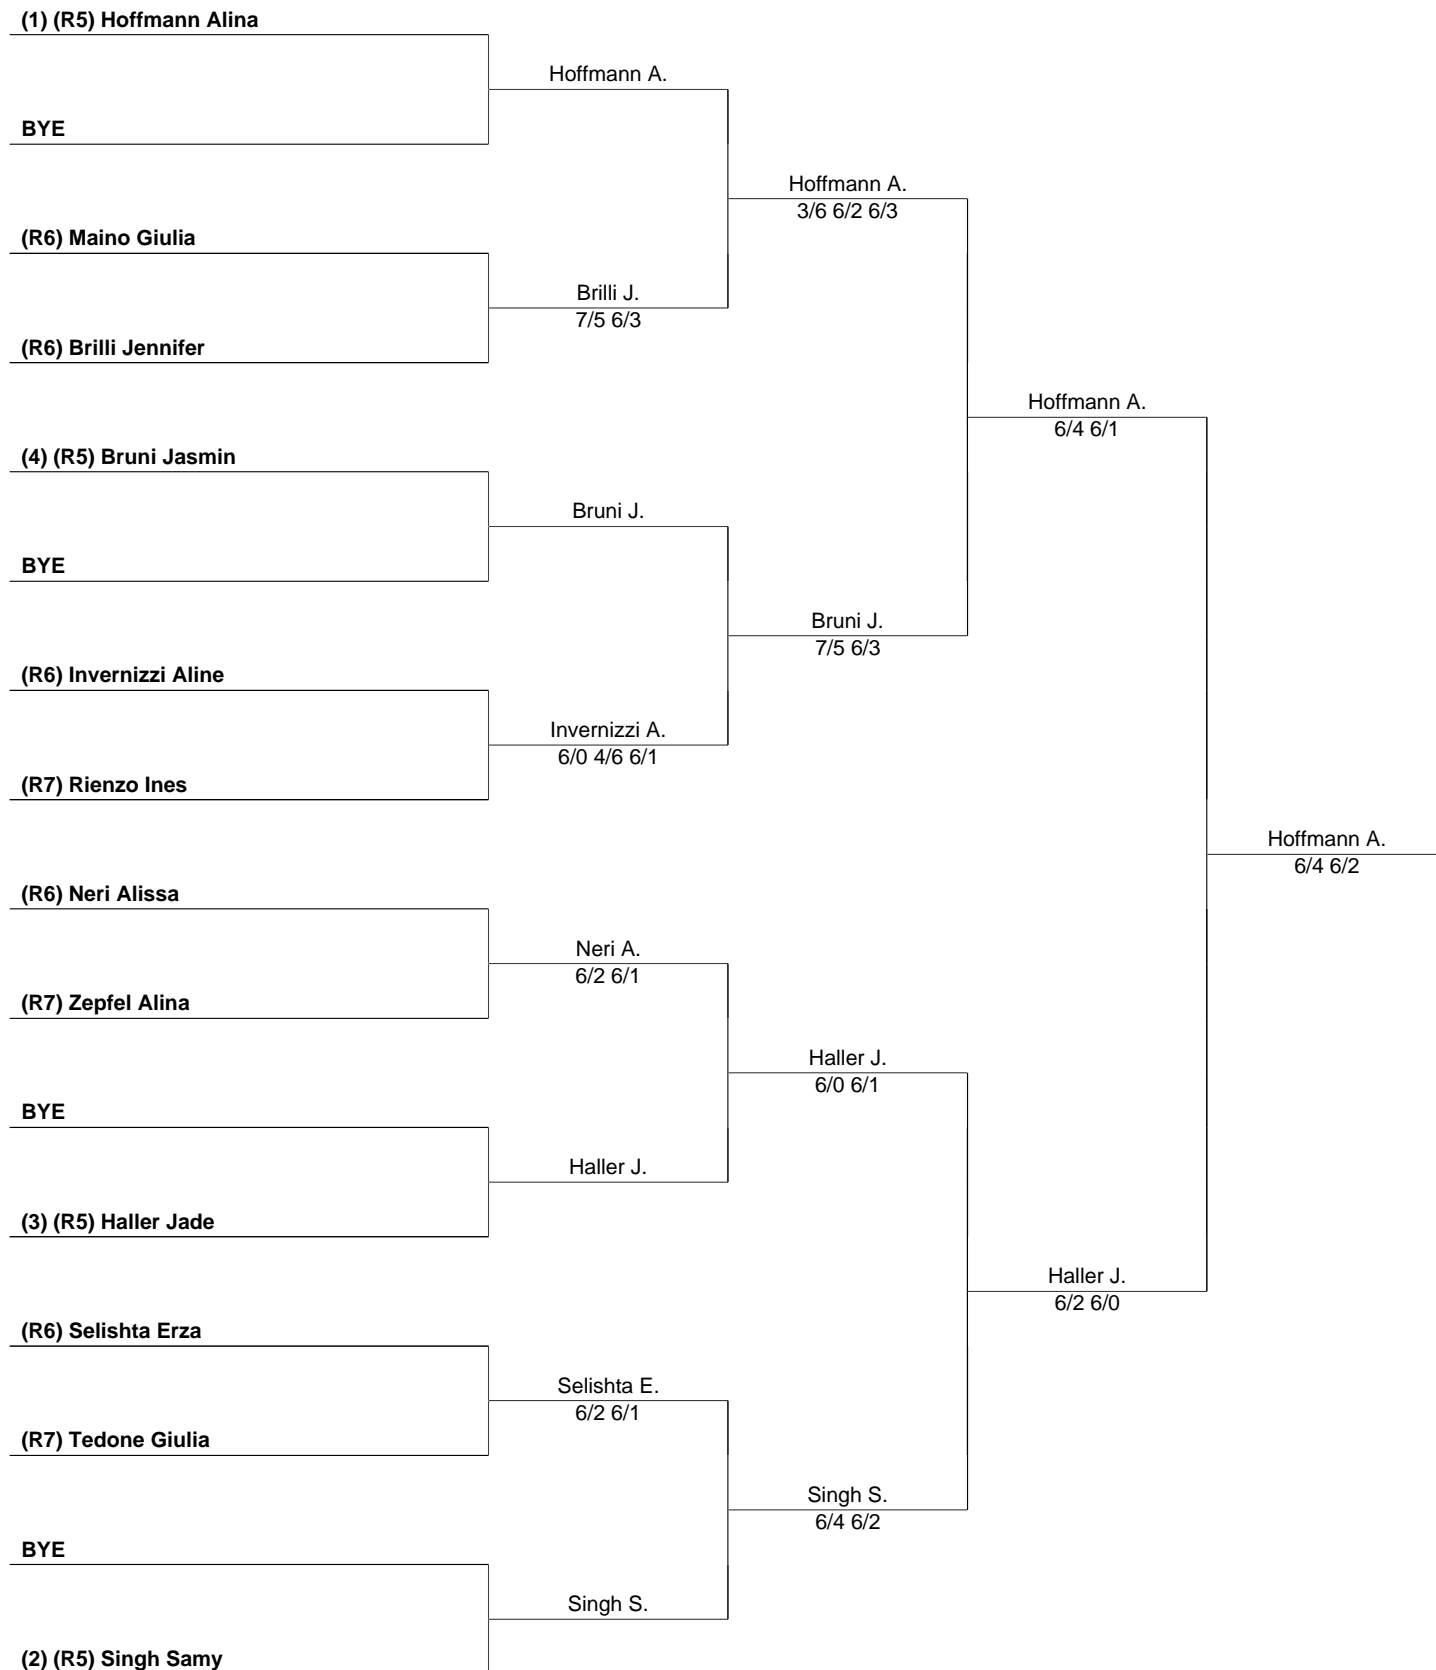 (1) (R5) Hoffmann Alina
Hoffmann A.
BYE
Hoffmann A.
3/6 6/2 6/3
(R6) Maino Giulia
Brilli J.
7/5 6/3
(R6) Brilli Jennifer
Hoffmann A.
6/4 6/1
(4) (R5) Bruni Jasmin
Bruni J.
BYE
Bruni J.
7/5 6/3
(R6) Invernizzi Aline
Invernizzi A.
6/0 4/6 6/1
(R7) Rienzo Ines
Hoffmann A.
6/4 6/2
(R6) Neri Alissa
Neri A.
6/2 6/1
(R7) Zepfel Alina
Haller J.
6/0 6/1
BYE
Haller J.
(3) (R5) Haller Jade
Haller J.
6/2 6/0
(R6) Selishta Erza
Selishta E.
6/2 6/1
(R7) Tedone Giulia
Singh S.
6/4 6/2
BYE
Singh S.
(2) (R5) Singh Samy